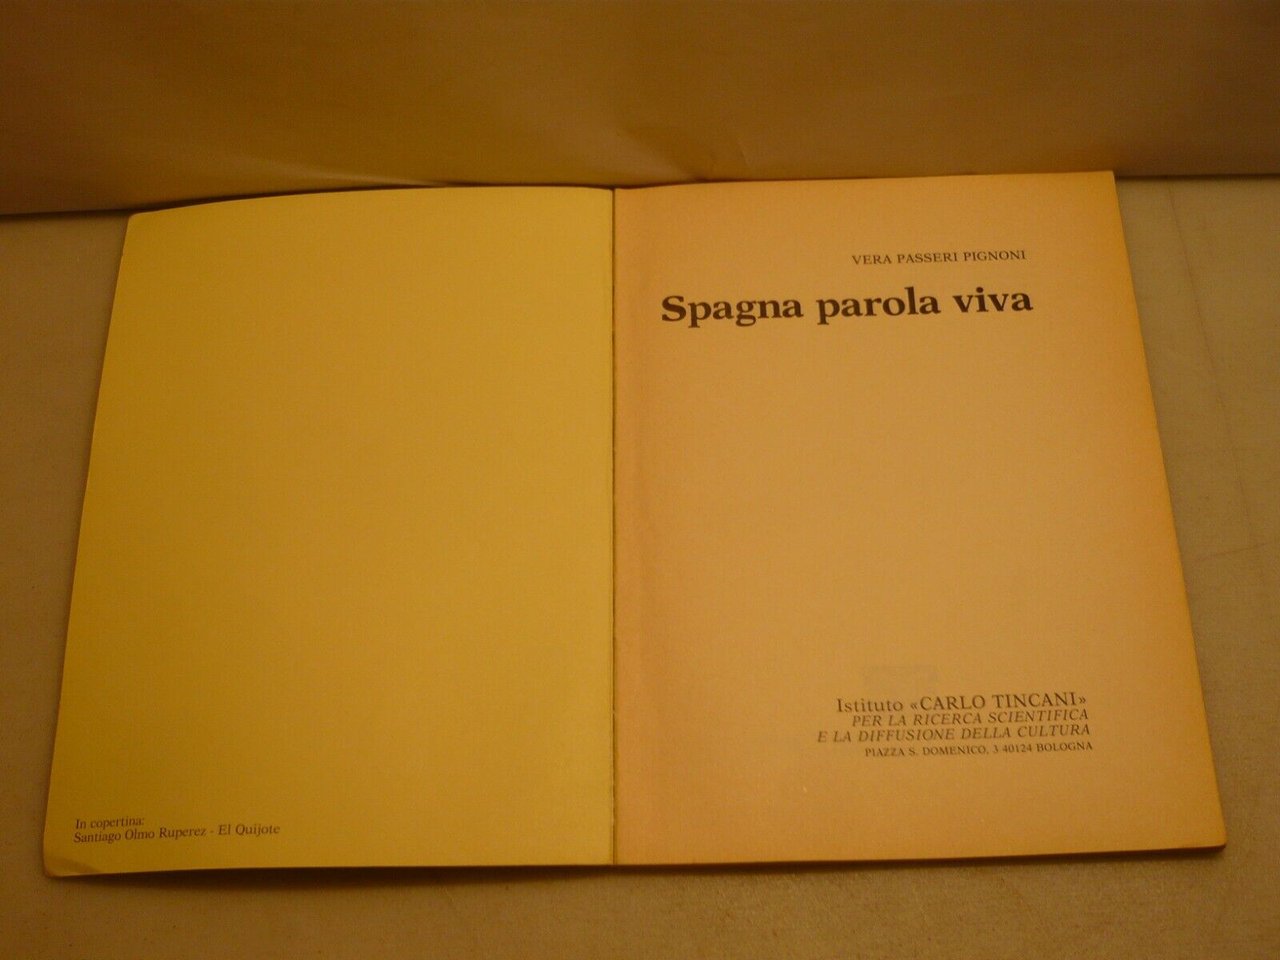 In copertina:
Santiago Olmo Ruperez - El Quijote
VERA PASSERI PIGNONI
Spagna parola viva
Istituto «CARLO TINCANI»
PER LA RICERCA SCIENTIFICA
E LA DIFFUSIONE DELLA CULTURA
PIAZZA S. DOMENICO, 3 40124 BOLOGNA